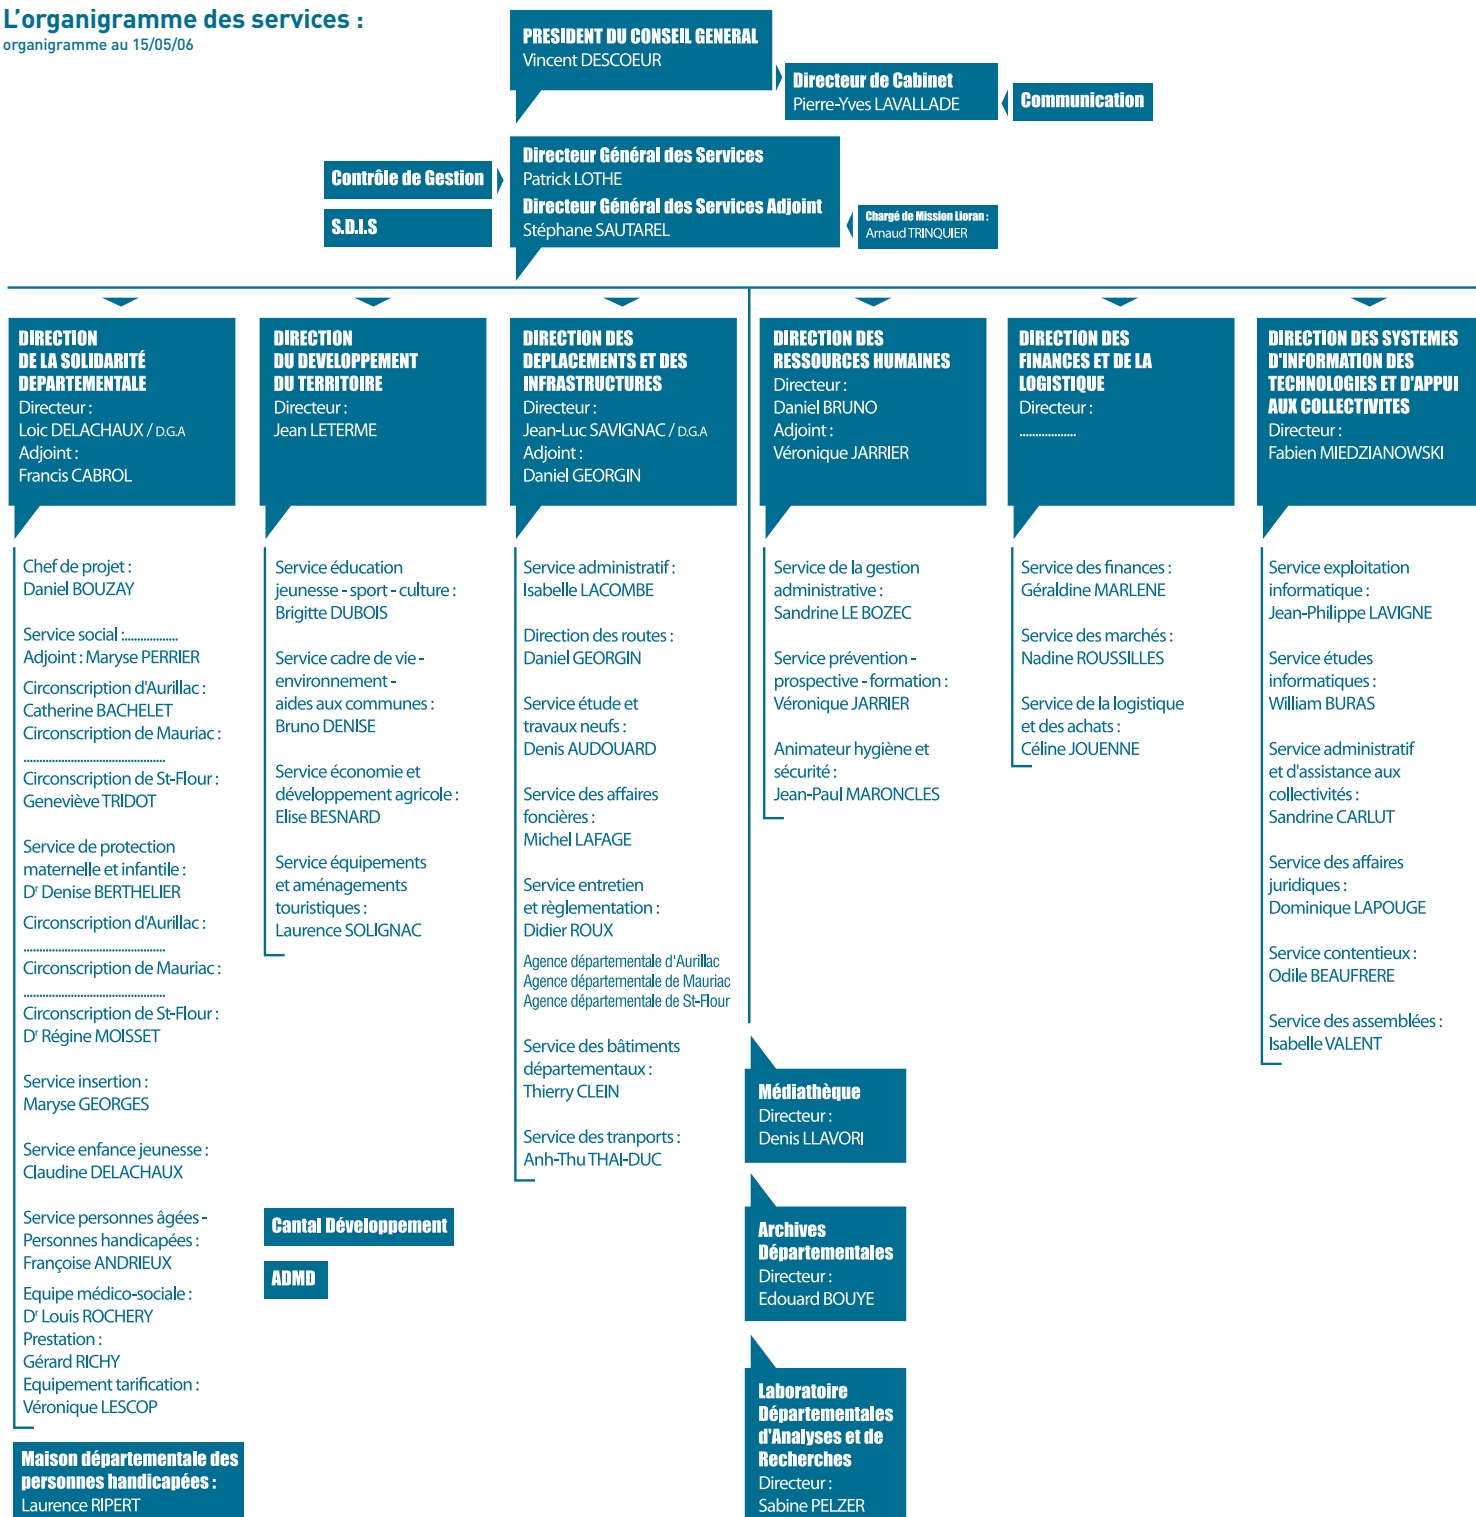 L'organigramme des services :
organigramme au 15/05/06
PRESIDENT DU CONSEIL GENERAL
Vincent DESCOEUR
Directeur de Cabinet
Pierre-Yves LAVALLADE
Communication
Contrôle de Gestion
S.D.I.S
Directeur Général des Services
Patrick LOTHE
Directeur Général des Services Adjoint
Stéphane SAUTAREL
Chargé de Mission Lioran :
Arnaud TRINQUIER
DIRECTION
DE LA SOLIDARITÉ
DEPARTEMENTALE
Directeur :
Loic DELACHAUX / D.G.A
Adjoint :
Francis CABROL
Chef de projet :
Daniel BOUZAY
Service social :..................
Adjoint : Maryse PERRIER
Circonscription d'Aurillac :
Catherine BACHELET
Circonscription de Mauriac :
................................................
Circonscription de St-Flour :
Geneviève TRIDOT
Service de protection
maternelle et infantile :
Dr Denise BERTHELIER
Circonscription d'Aurillac :
................................................
Circonscription de Mauriac :
................................................
Circonscription de St-Flour :
Dr Régine MOISSET
Service insertion :
Maryse GEORGES
Service enfance jeunesse :
Claudine DELACHAUX
Service personnes âgées -
Personnes handicapées :
Françoise ANDRIEUX
Equipe médico-sociale :
Dr Louis ROCHERY
Prestation :
Gérard RICHY
Equipement tarification :
Véronique LESCOP
Maison départementale des
personnes handicapées :
Laurence RIPERT
DIRECTION
DU DEVELOPPEMENT
DU TERRITOIRE
Directeur :
Jean LETERME
Service éducation
jeunesse - sport - culture :
Brigitte DUBOIS
Service cadre de vie -
environnement -
aides aux communes :
Bruno DENISE
Service économie et
développement agricole :
Elise BESNARD
Service équipements
et aménagements
touristiques :
Laurence SOLIGNAC
Cantal Développement
ADMD
DIRECTION DES
DEPLACEMENTS ET DES
INFRASTRUCTURES
Directeur :
Jean-Luc SAVIGNAC / D.G.A
Adjoint :
Daniel GEORGIN
Service administratif :
Isabelle LACOMBE
Direction des routes :
Daniel GEORGIN
Service étude et
travaux neufs :
Denis AUDOUARD
Service des affaires
foncières :
Michel LAFAGE
Service entretien
et règlementation :
Didier ROUX
Agence départementale d'Aurillac
Agence départementale de Mauriac
Agence départementale de St-Flour
Service des bâtiments
départementaux :
Thierry CLEIN
Service des tranports :
Anh-Thu THAI-DUC
DIRECTION DES
RESSOURCES HUMAINES
Directeur :
Daniel BRUNO
Adjoint :
Véronique JARRIER
Service de la gestion
administrative :
Sandrine LE BOZEC
Service prévention -
prospective - formation :
Véronique JARRIER
Animateur hygiène et
sécurité :
Jean-Paul MARONCLES
Médiathèque
Directeur :
Denis LLAVORI
Archives
Départementales
Directeur :
Edouard BOUYE
Laboratoire
Départementales
d'Analyses et de
Recherches
Directeur :
Sabine PELZER
DIRECTION DES
FINANCES ET DE LA
LOGISTIQUE
Directeur :
...................
Service des finances :
Géraldine MARLENE
Service des marchés :
Nadine ROUSSILLES
Service de la logistique
et des achats :
Céline JOUENNE
DIRECTION DES SYSTEMES
D'INFORMATION DES
TECHNOLOGIES ET D'APPUI
AUX COLLECTIVITES
Directeur :
Fabien MIEDZIANOWSKI
Service exploitation
informatique :
Jean-Philippe LAVIGNE
Service études
informatiques :
William BURAS
Service administratif
et d'assistance aux
collectivités :
Sandrine CARLUT
Service des affaires
juridiques :
Dominique LAPOUGE
Service contentieux :
Odile BEAUFRERE
Service des assemblées :
Isabelle VALENT